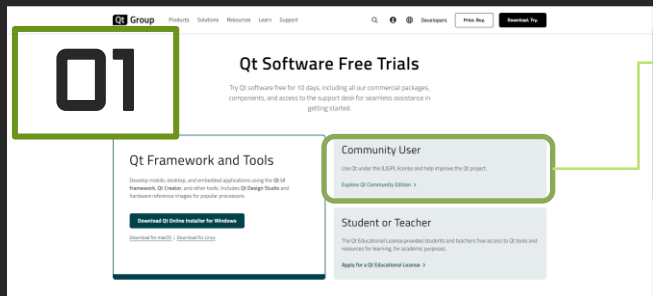 Qt Group Products Solutions Resources Learn Support Developers Price. Buy. Download. Try.
01
Qt Software Free Trials
Try Qt software free for 10 days, including all our commercial packages,
components, and access to the support desk for seamless assistance in
getting started.
Qt Framework and Tools
Develop mobile, desktop, and embedded applications using the Qt UI
framework, Qt Creator, and other tools. Includes Qt Design Studio and
hardware reference images for popular processors.
Download Qt Online Installer for Windows
Download for macOS | Download for Linux
Community User
Use Qt under the (L)GPL license and help improve the Qt project.
Explore Qt Community Edition >
Student or Teacher
The Qt Educational License provides students and teachers free access to Qt tools and
resources for learning, for academic purposes.
Apply for a Qt Educational License >